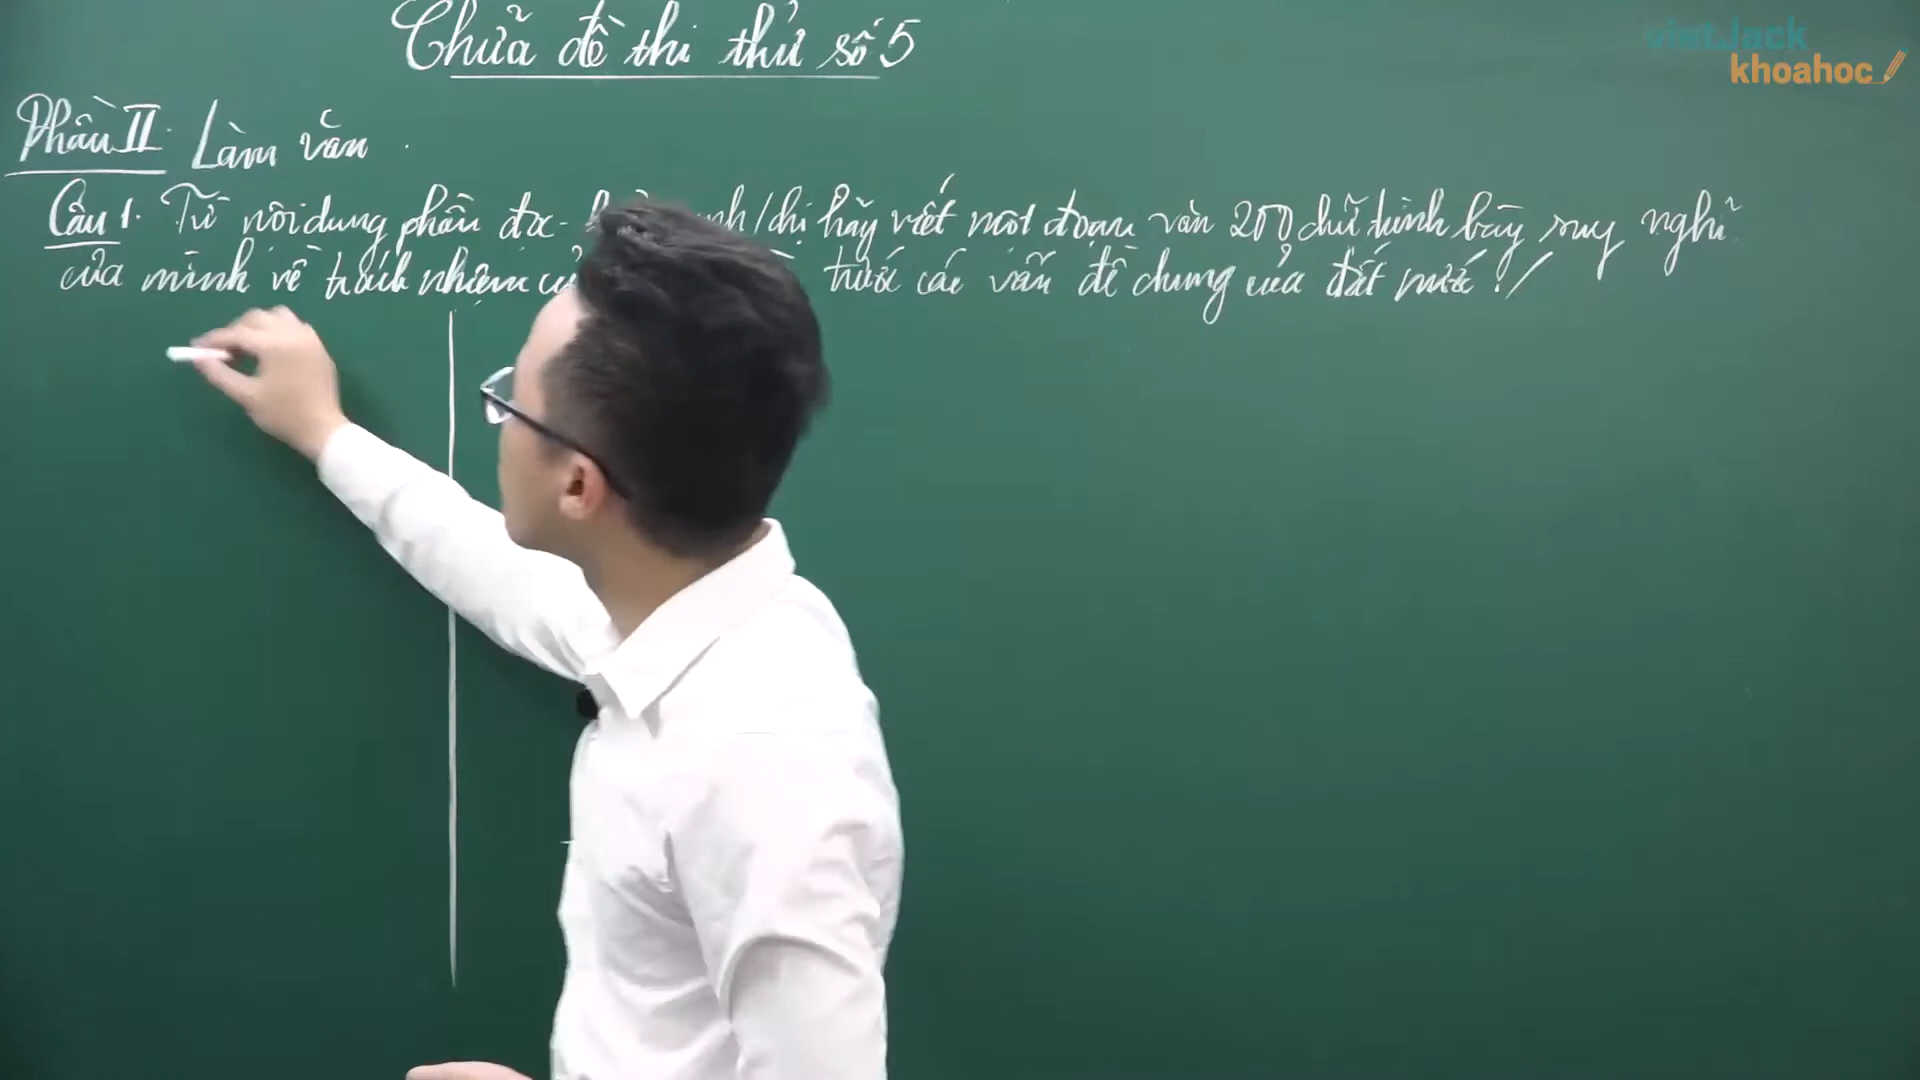 Chữa đề thi thử số 5
vietJack
khoahoc
Phần II. Làm văn.
Câu 1. Từ nội dung phần đọc- anh/chị hãy viết một đoạn văn 200 chữ trình bày suy nghĩ
của mình về trách nhiệm trước các vấn đề chung của đất nước!